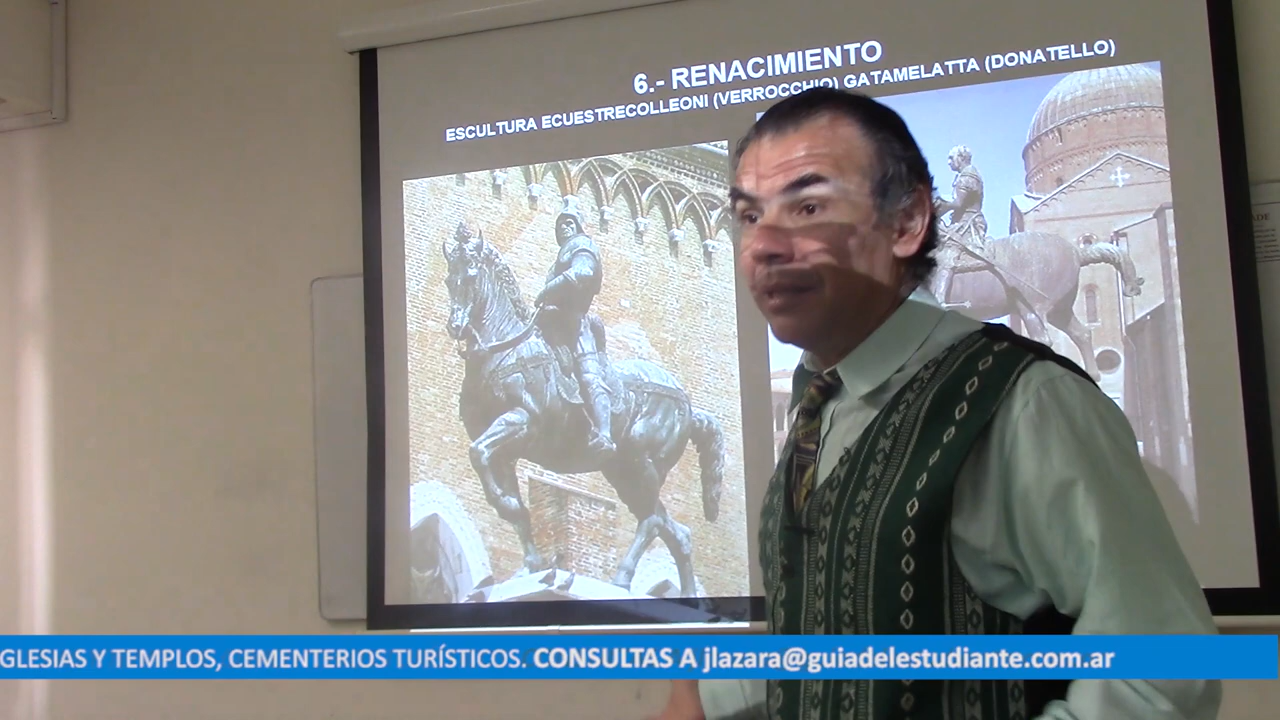 6.- RENACIMIENTO
ESCULTURA ECUESTRECOLLEONI (VERROCCHIO) GATAMELATTA (DONATELLO)
GLESIAS Y TEMPLOS, CEMENTERIOS TURÍSTICOS. CONSULTAS A jlazara@guiadelestudiante.com.ar